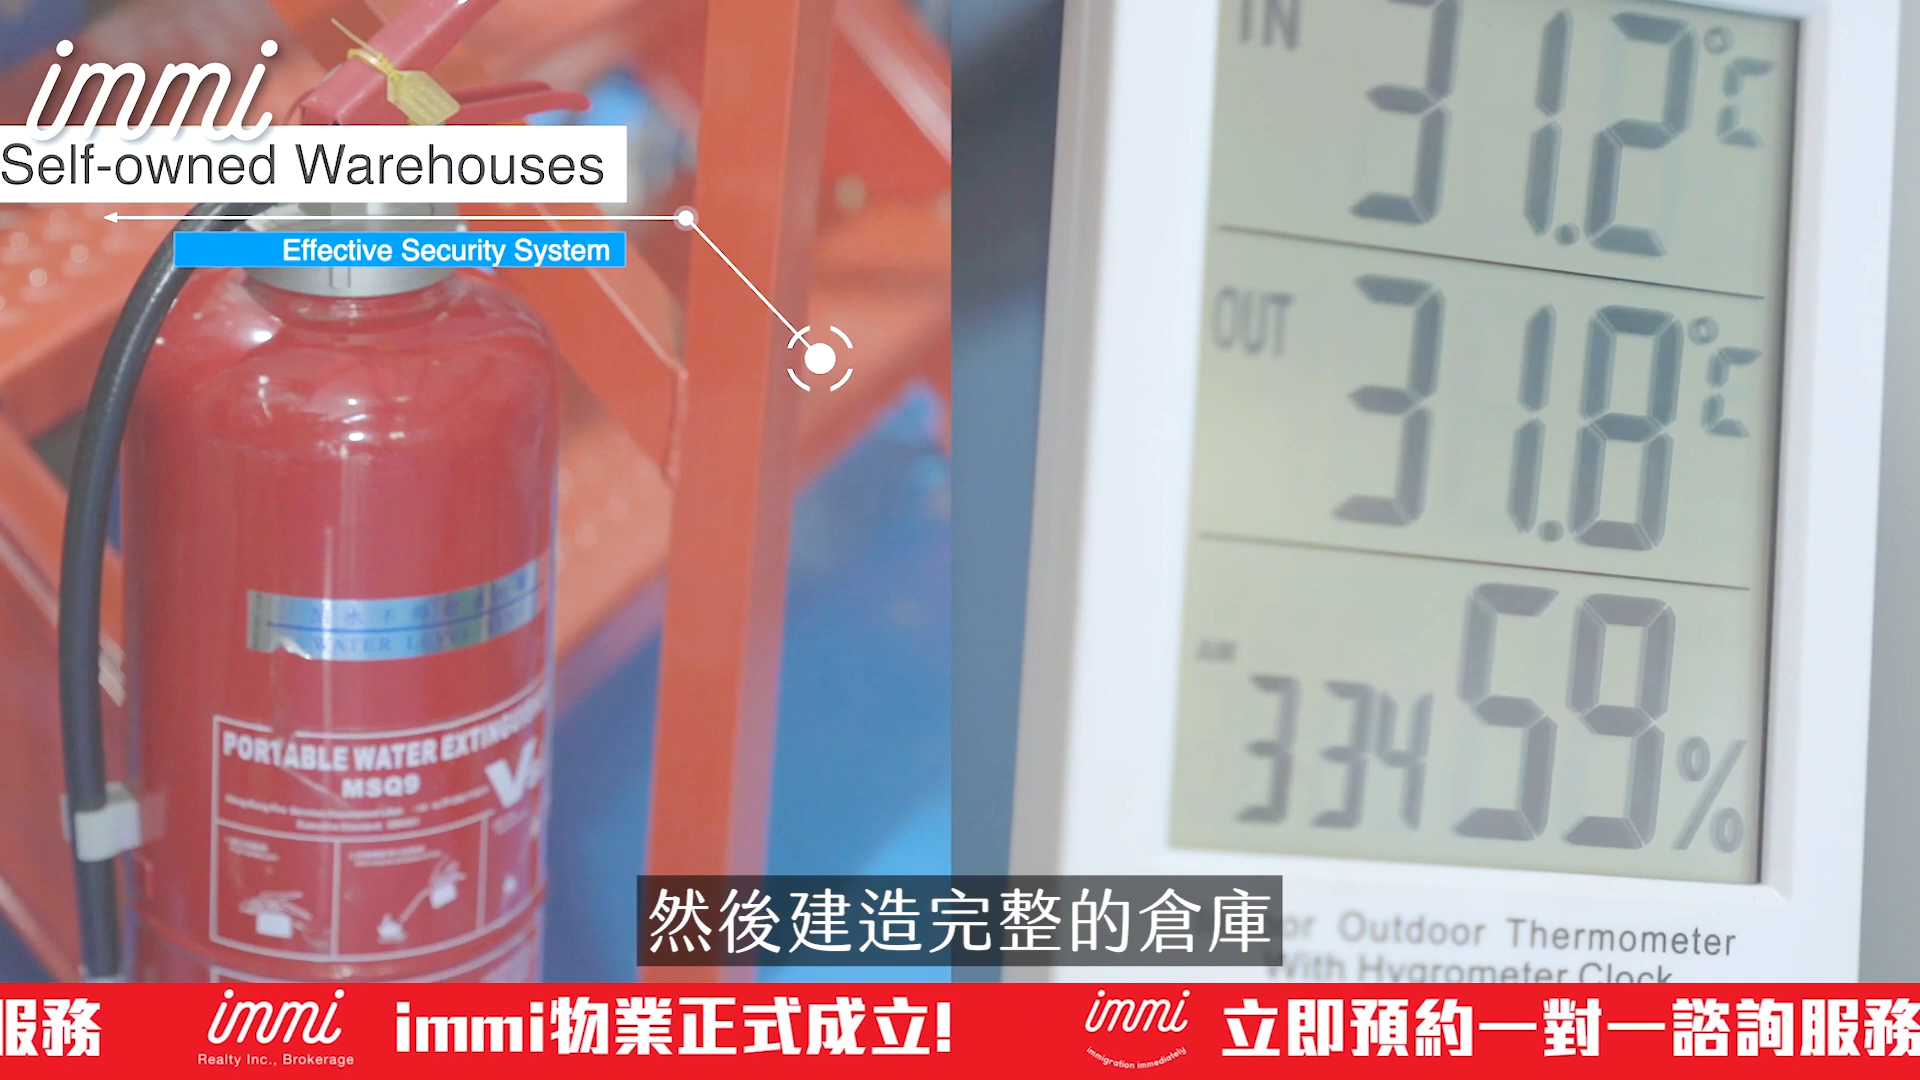 immi
Self-owned Warehouses
Effective Security System
PORTABLE WATER
MSQ9
IN 31.2°C
OUT 31.8°C
334 59%
Outdoor Thermometer
With Hygrometer Clock
然後建造完整的倉庫
服務 immi Realty Inc., Brokerage immi物業正式成立! immi immigration immediately 立即預約一對一諮詢服務